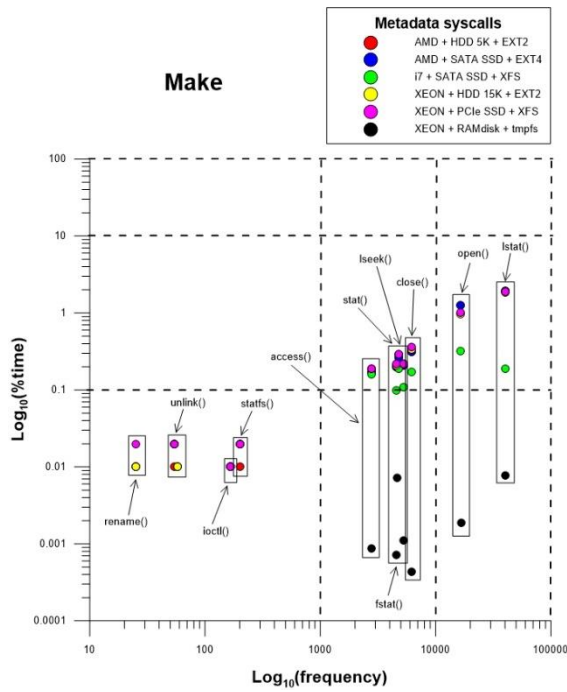 Metadata syscalls
AMD + HDD 5K + EXT2
AMD + SATA SSD + EXT4
i7 + SATA SSD + XFS
XEON + HDD 15K + EXT2
XEON + PCIe SSD + XFS
XEON + RAMdisk + tmpfs
Make
100
10
1
0.1
0.01
0.001
0.0001
Log10(%time)
lstat()
open()
lseek()
close()
stat()
access()
unlink()
statfs()
rename()
ioctl()
fstat()
10
100
1000
10000
100000
Log10(frequency)